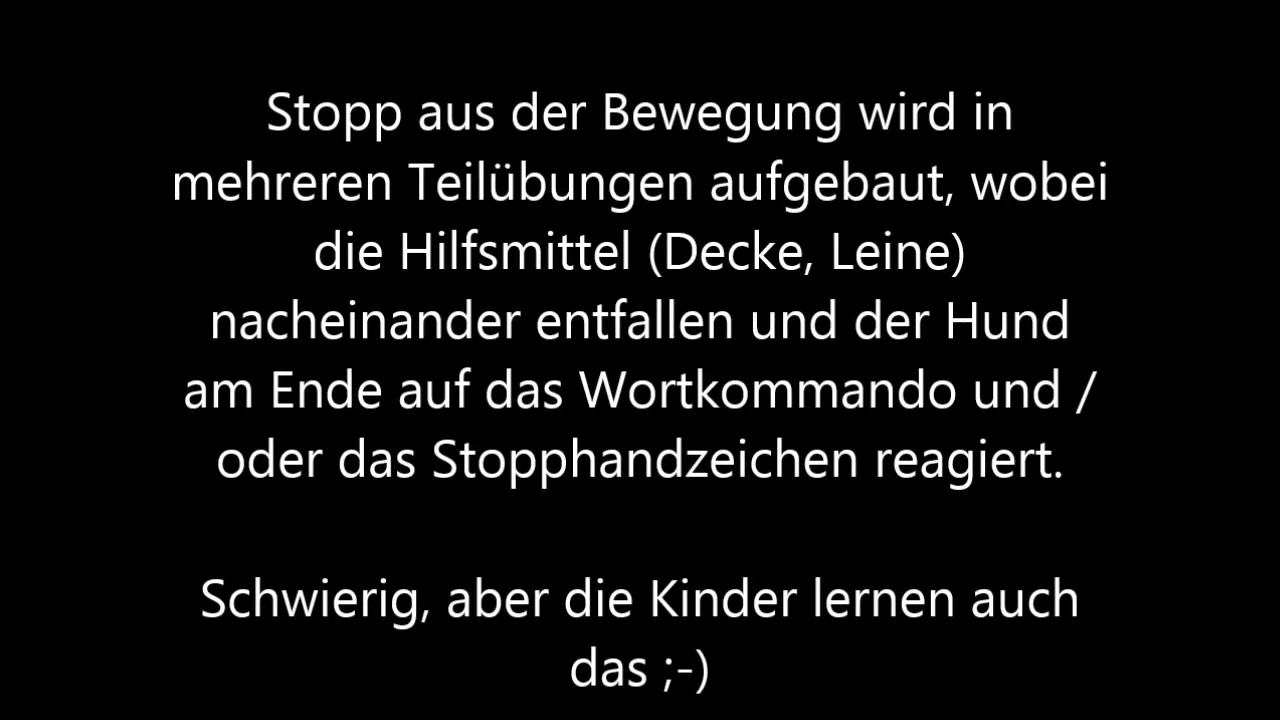 Stopp aus der Bewegung wird in
mehreren Teilübungen aufgebaut, wobei
die Hilfsmittel (Decke, Leine)
nacheinander entfallen und der Hund
am Ende auf das Wortkommando und /
oder das Stopphandzeichen reagiert.
Schwierig, aber die Kinder lernen auch
das ;-)